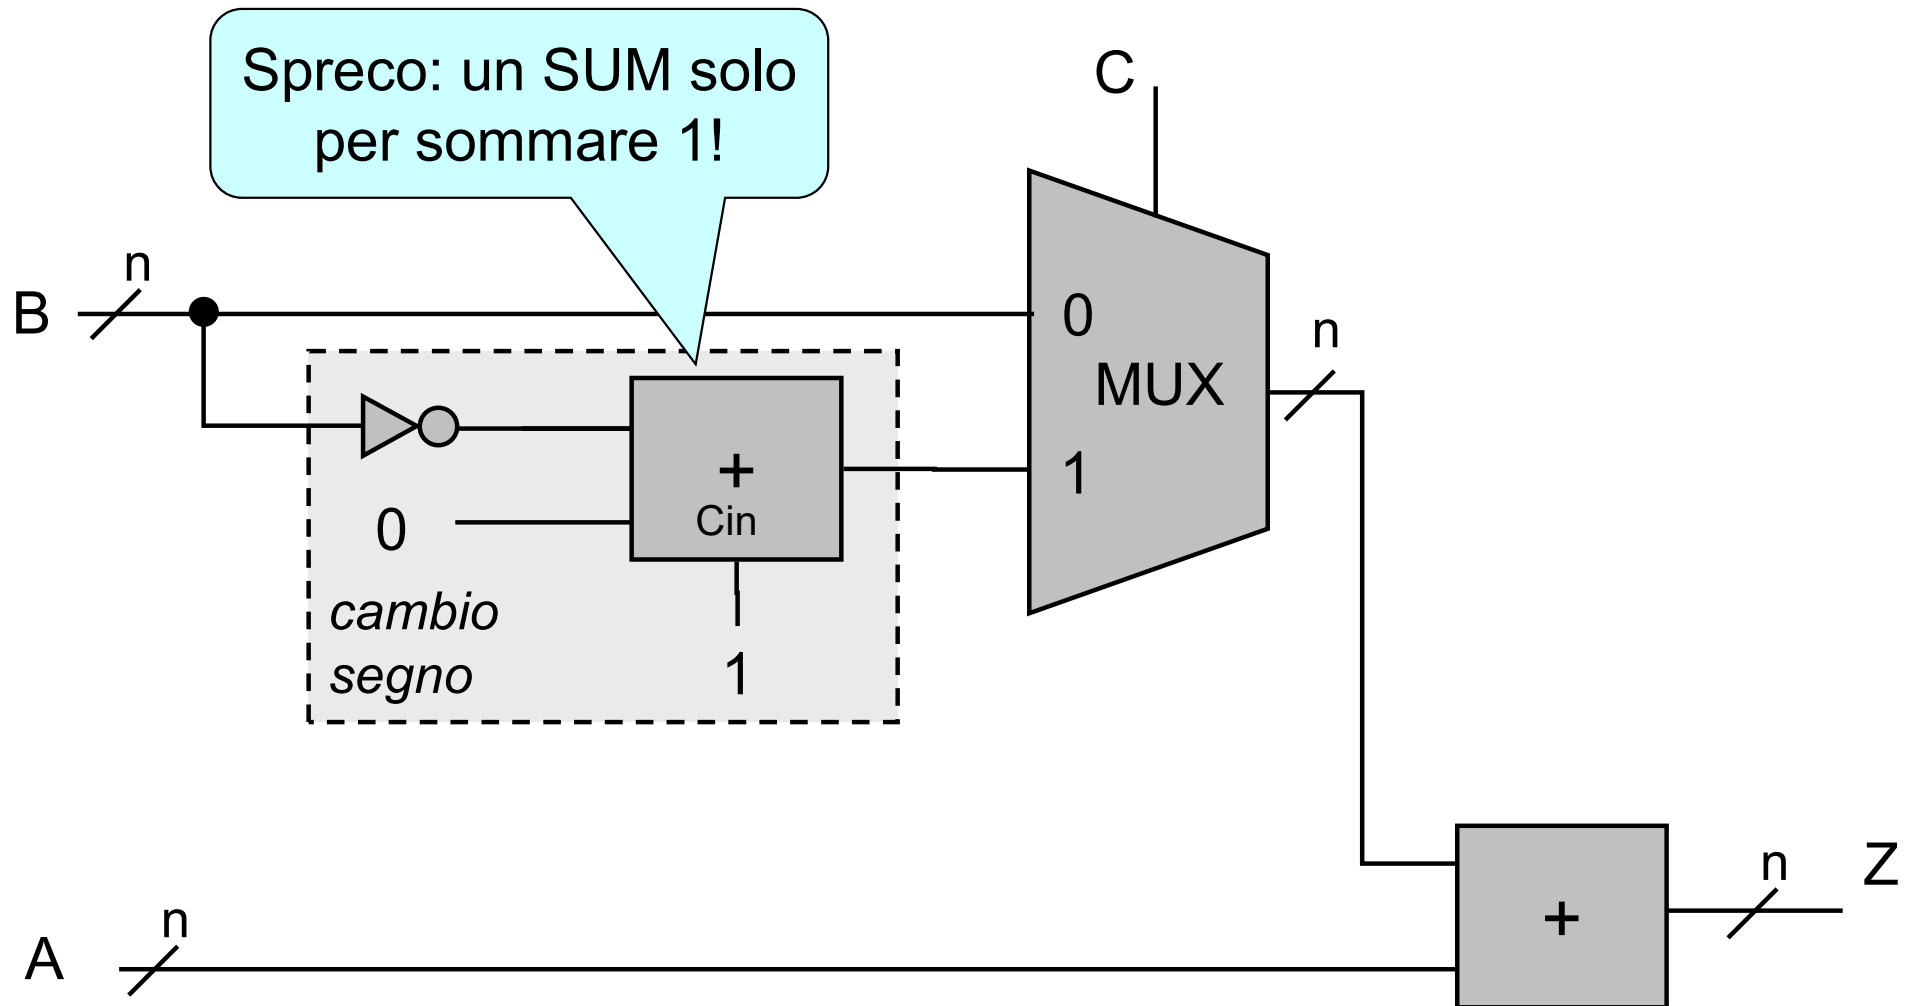 Spreco: un SUM solo
per sommare 1!
C
n
B
0
n
MUX
+
1
0
Cin
cambio
segno
1
n
Z
n
+
A